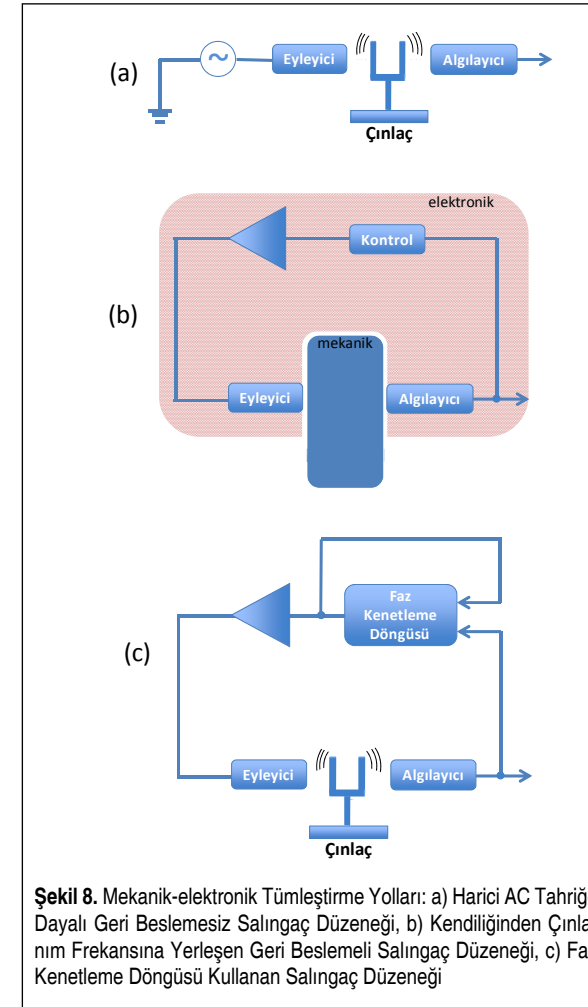 (a)
~
Eyleyici
Algılayıcı
Çınlaç
elektronik
Kontrol
(b)
mekanik
Eyleyici
Algılayıcı
Faz
Kenetleme
Döngüsü
(c)
Eyleyici
Algılayıcı
Çınlaç
Şekil 8. Mekanik-elektronik Tümleştirme Yolları: a) Harici AC Tahriğ
Dayalı Geri Beslemesiz Salıngaç Düzeneği, b) Kendiliğinden Çınla
nım Frekansına Yerleşen Geri Beslemeli Salıngaç Düzeneği, c) Fa
Kenetleme Döngüsü Kullanan Salıngaç Düzeneği